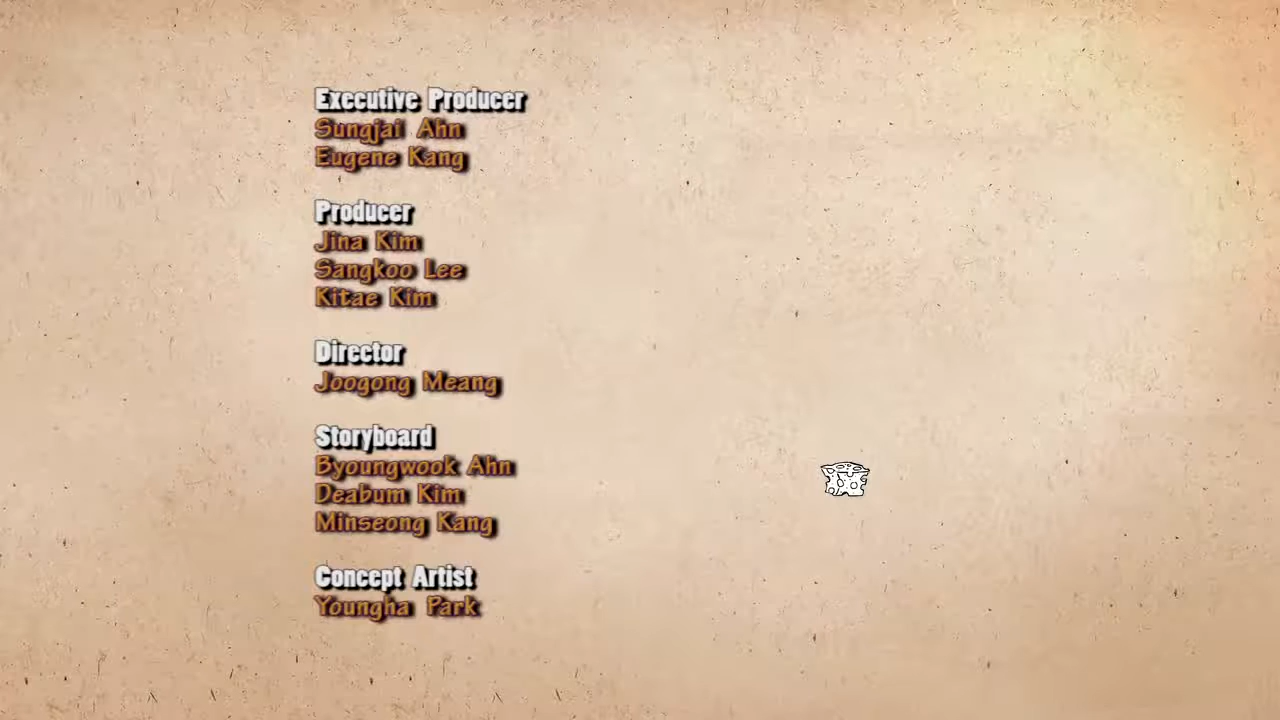 Executive Producer
Sungjai Ahn
Eugene Kang
Producer
Jina Kim
Sangkoo Lee
Kitae Kim
Director
Joogong Meang
Storyboard
Byoungwook Ahn
Deabum Kim
Minseong Kang
Concept Artist
Youngha Park